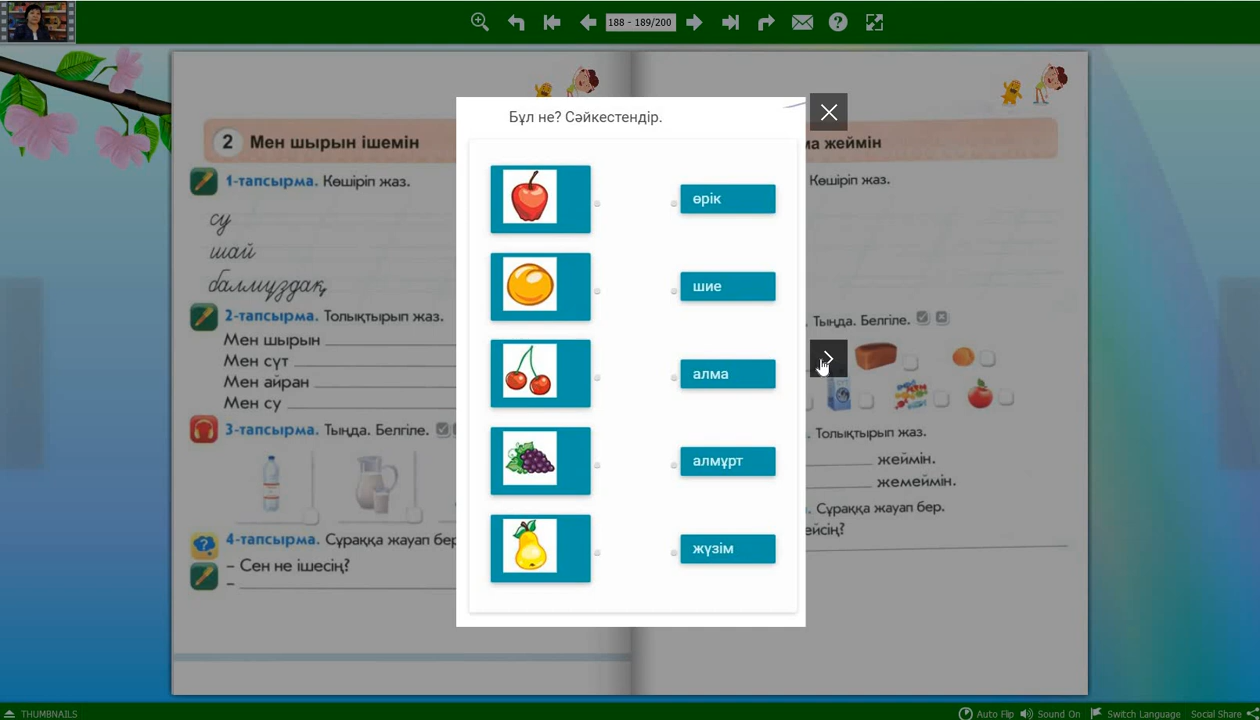 188 - 189/200
Бұл не? Сәйкестендір.
өрік
шие
алма
алмұрт
жүзім
2 Мен шырын ішемін
1-тапсырма. Көшіріп жаз.
су
шай
балмұздақ
2-тапсырма. Толықтырып жаз.
Мен шырын
Мен сүт
Мен айран
Мен су
3-тапсырма. Тыңда. Белгіле.
4-тапсырма. Сұраққа жауап бер
– Сен не ішесің?
–
жеймін
Көшіріп жаз.
Тыңда. Белгіле.
Толықтырып жаз.
жеймін.
жемеймін.
Сұраққа жауап бер.
THUMBNAILS
Auto Flip Sound On Switch Language Social Share